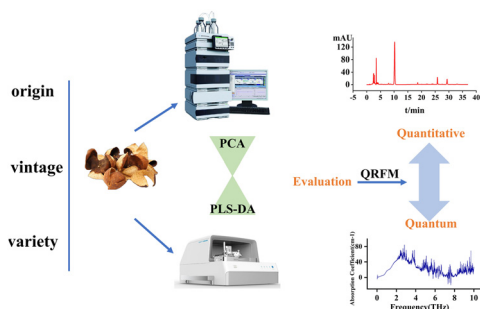 origin
vintage
variety
PCA
PLS-DA
mAU
120
80
40
0
-5 0 5 10 15 20 25 30 35 40
t/min
Quantitative
Evaluation
QRFM
Quantum
Absorption Coefficient(cm-1)
80
40
0
0 2 4 6 8 10
Frequency(THz)